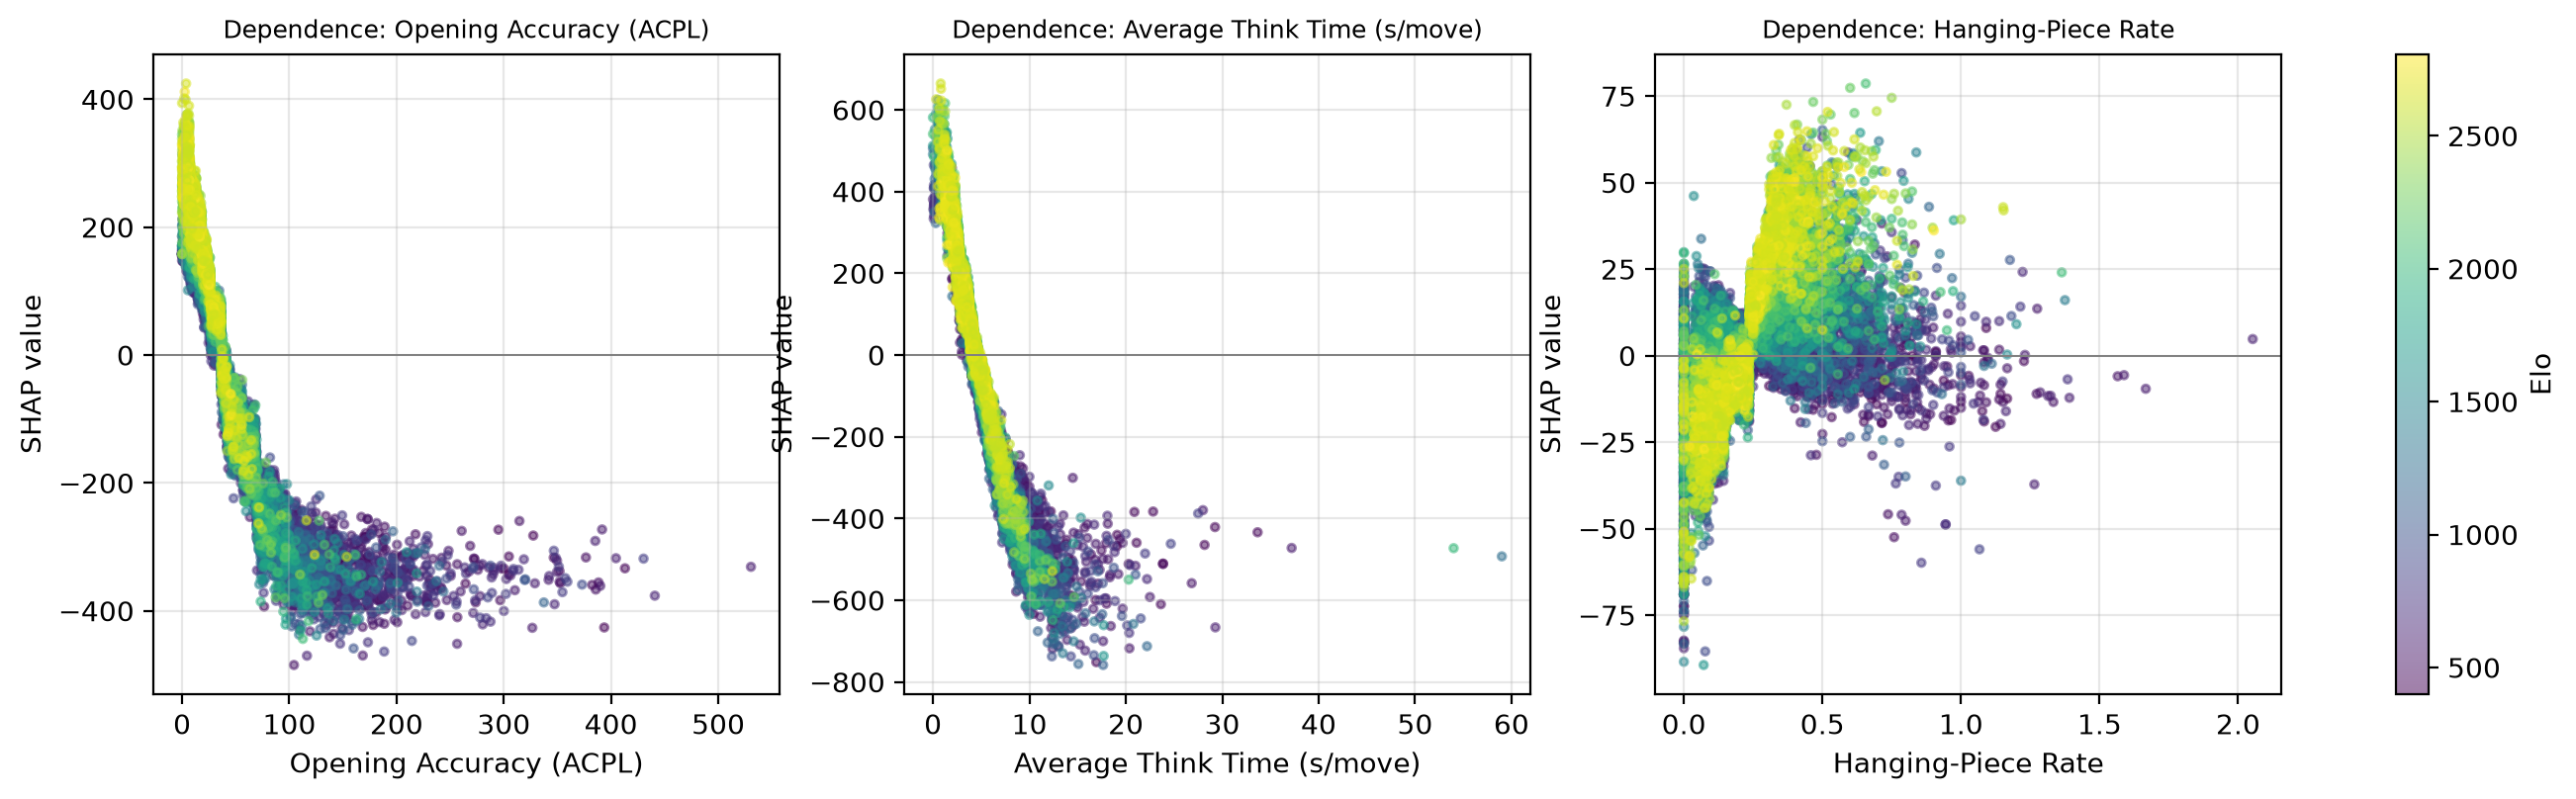 Dependence: Opening Accuracy (ACPL)
400
200
0
−200
−400
SHAP value
0 100 200 300 400 500
Opening Accuracy (ACPL)
Dependence: Average Think Time (s/move)
600
400
200
0
−200
−400
−600
−800
SHAP value
0 10 20 30 40 50 60
Average Think Time (s/move)
Dependence: Hanging-Piece Rate
75
50
25
0
−25
−50
−75
SHAP value
0.0 0.5 1.0 1.5 2.0
Hanging-Piece Rate
2500
2000
1500
1000
500
Elo